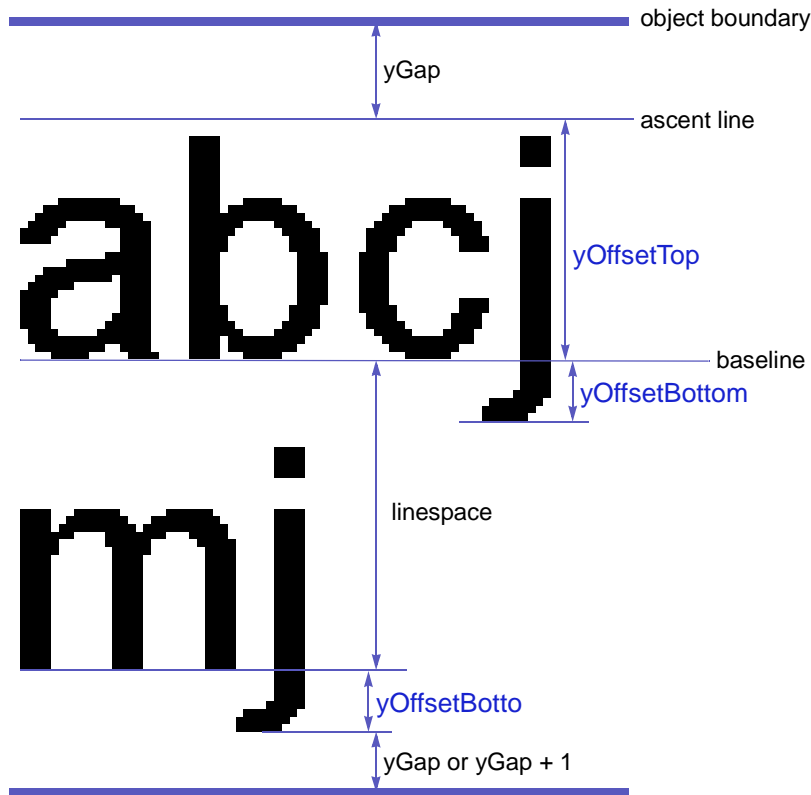 object boundary
yGap
ascent line
abcj
yOffsetTop
baseline
yOffsetBottom
linespace
mj
yOffsetBotto
yGap or yGap + 1